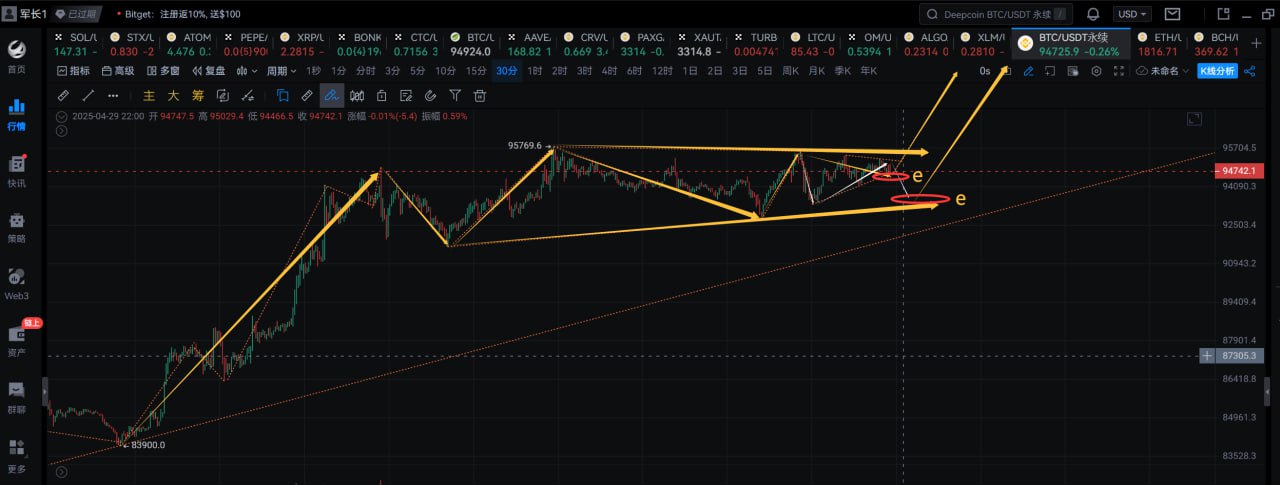 军长1 已过期 • Bitget：注册返10%, 送$100 Deepcoin BTC/USDT 永续 / USD
SOL/U STX/U ATOM PEPE/ XRP/U BONK CTC/U BTC/U AAVE CRV/U PAXG. XAUT. TURB LTC/U OM/U ALGO XLM/U BTC/USDT永续 ETH/U BCH/U
147.31 - 0.830 -2 4.476 0. 0.0{5}90 2.2815 - 0.0{4}19 0.7156 3 94924.0 168.82 1 0.669 3. 3314 -0. 3314.8 - 0.00474 85.43 -0 0.5394 1 0.2314 0 0.2810 - 94725.9 -0.26% 1816.71 369.62 1
指标 高级 多窗 复盘 周期 1秒 1分 分时 3分 5分 10分 15分 30分 1时 2时 3时 4时 6时 12时 1日 2日 3日 5日 周K 月K 季K 年K 0s 未命名 K线分析
主 大 筹
2025-04-29 22:00 开 94747.5 高 95029.4 低 94466.5 收 94742.1 涨幅 -0.01%(-5.4) 振幅 0.59%
首页
行情
快讯
策略
Web3
链上
资产
群聊
更多
95769.6
83900.0
e
e
95704.5
94742.1
94090.3
92503.4
90943.2
89409.4
87901.4
87305.3
86418.8
84961.3
83528.3